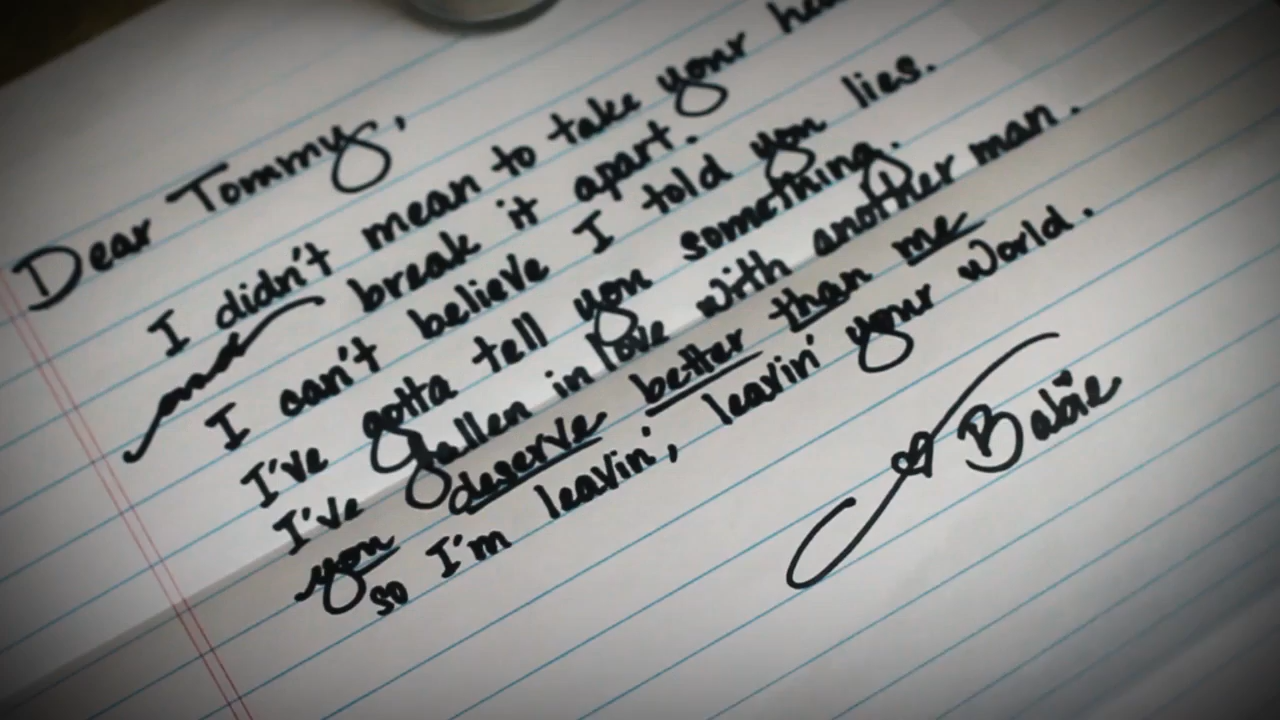 Dear Tommy,
I didn't mean to take your
break it apart.
I can't believe I told you lies.
I've gotta tell you something.
I've fallen in love with another man.
you deserve better than me
so I'm leavin', leavin' your world.
Babie